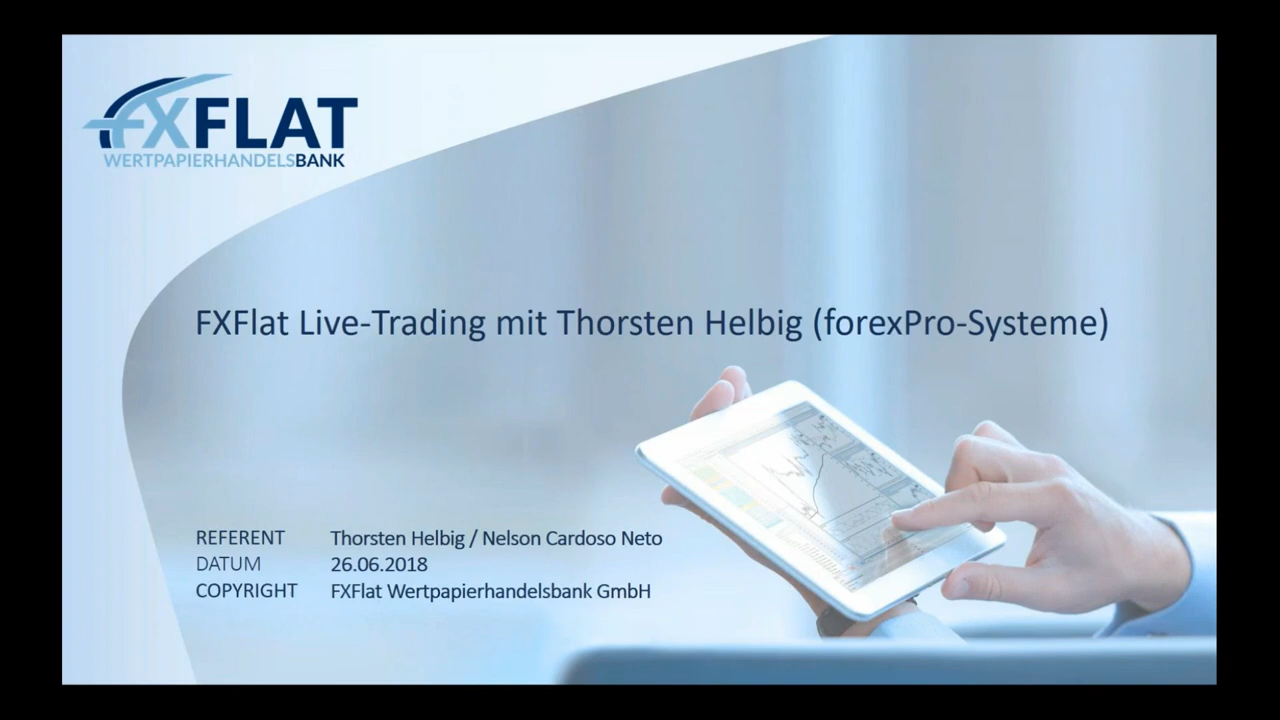 FXFLAT
WERTPAPIERHANDELSBANK
FXFlat Live-Trading mit Thorsten Helbig (forexPro-Systeme)
REFERENT Thorsten Helbig / Nelson Cardoso Neto
DATUM 26.06.2018
COPYRIGHT FXFlat Wertpapierhandelsbank GmbH